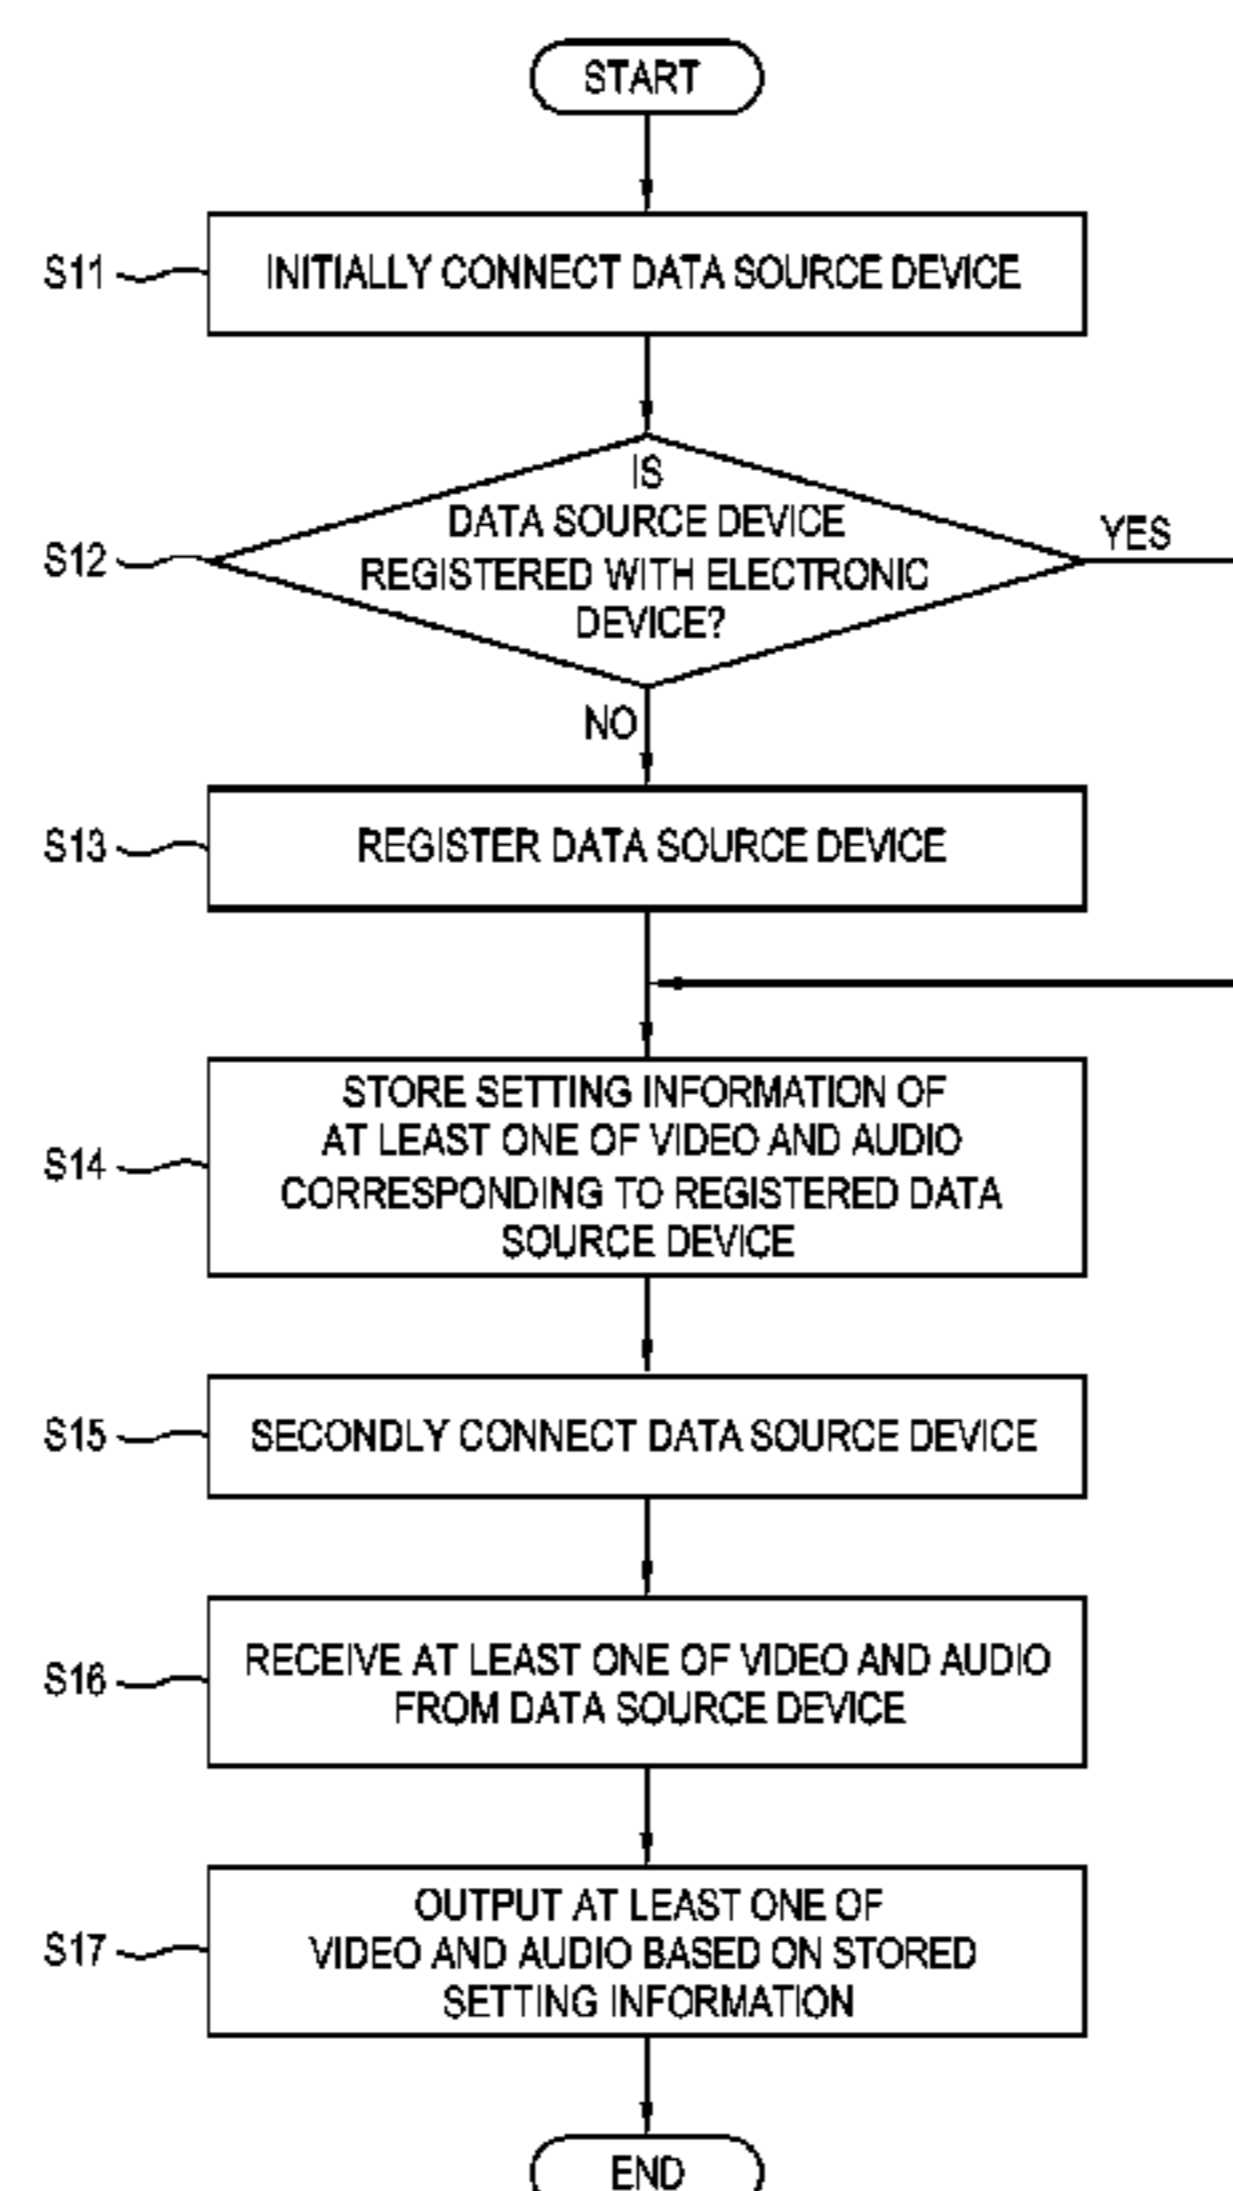 START
S11
INITIALLY CONNECT DATA SOURCE DEVICE
S12
IS
DATA SOURCE DEVICE
REGISTERED WITH ELECTRONIC
DEVICE?
YES
NO
S13
REGISTER DATA SOURCE DEVICE
S14
STORE SETTING INFORMATION OF
AT LEAST ONE OF VIDEO AND AUDIO
CORRESPONDING TO REGISTERED DATA
SOURCE DEVICE
S15
SECONDLY CONNECT DATA SOURCE DEVICE
S16
RECEIVE AT LEAST ONE OF VIDEO AND AUDIO
FROM DATA SOURCE DEVICE
S17
OUTPUT AT LEAST ONE OF
VIDEO AND AUDIO BASED ON STORED
SETTING INFORMATION
END